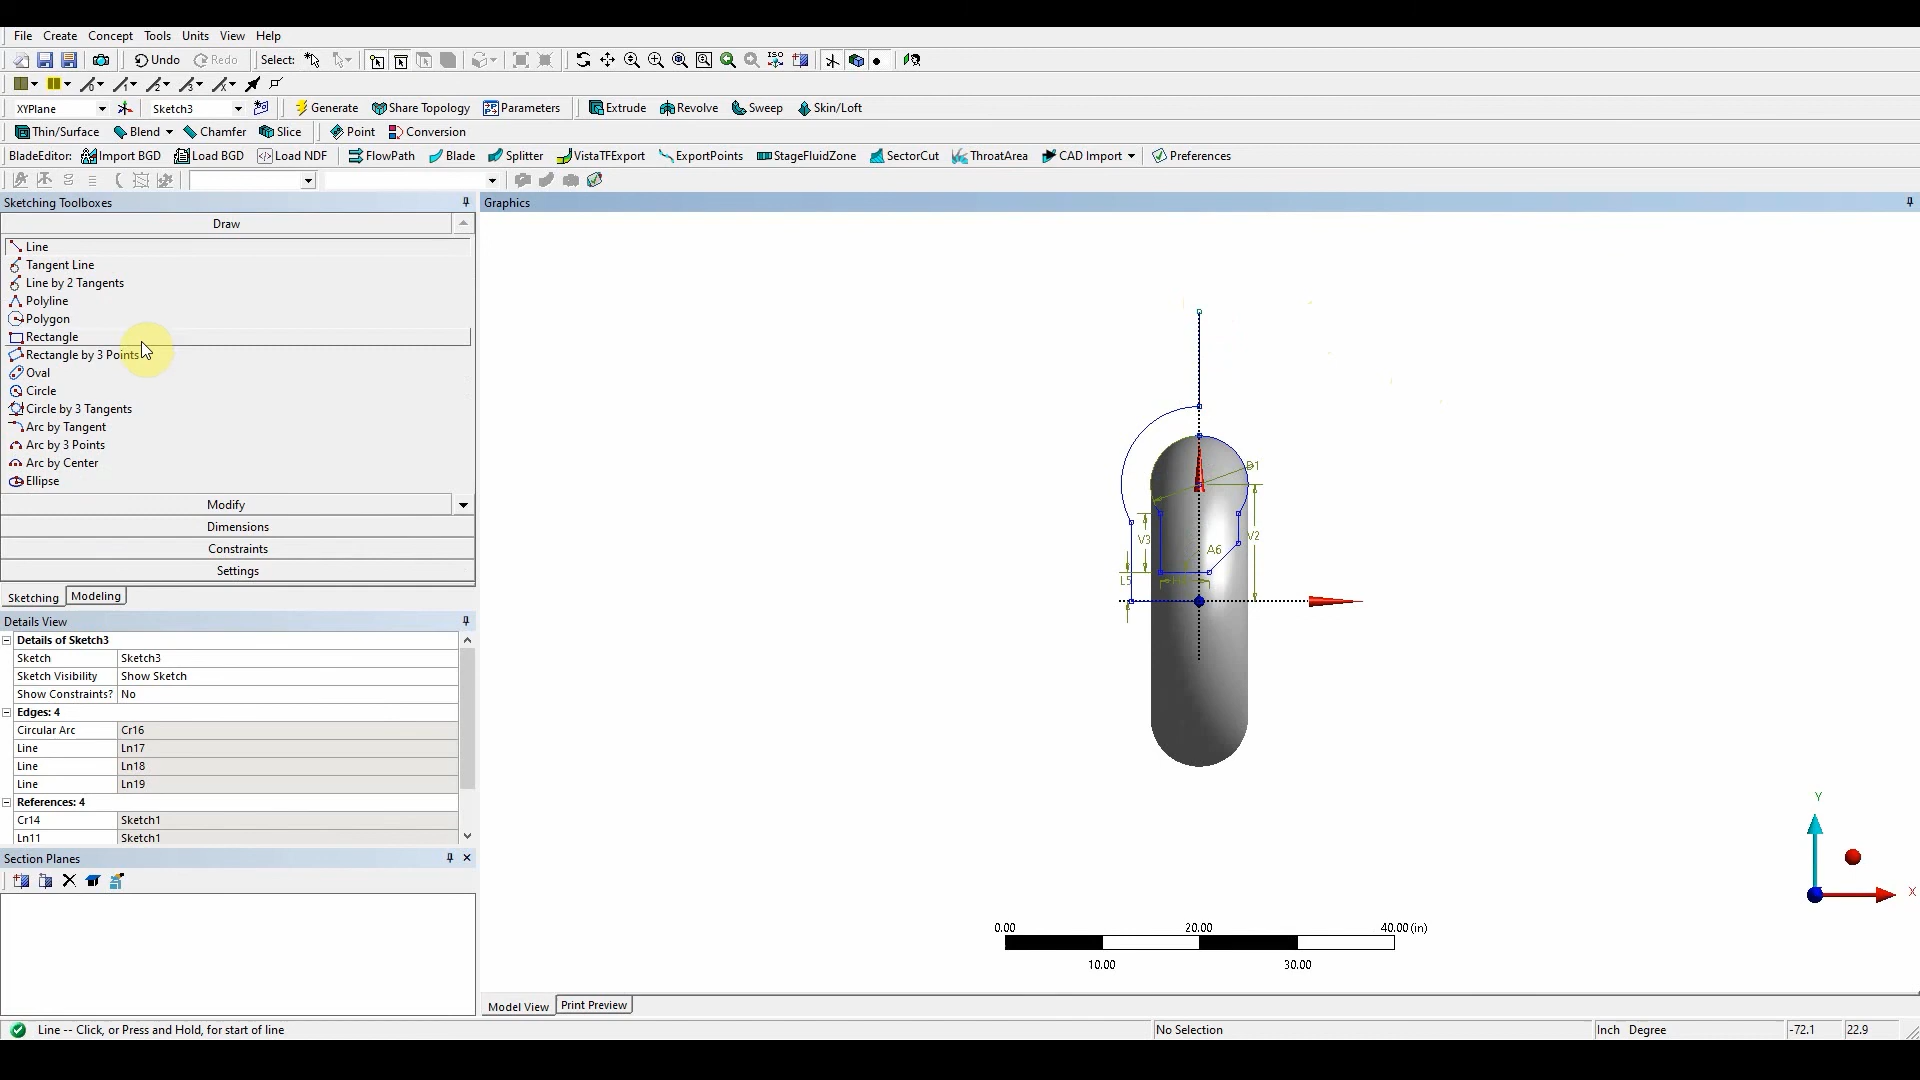 File Create Concept Tools Units View Help
Undo Redo Select: ISO
XYPlane Sketch3 Generate Share Topology Parameters Extrude Revolve Sweep Skin/Loft
Thin/Surface Blend Chamfer Slice Point Conversion
BladeEditor: Import BGD Load BGD Load NDF FlowPath Blade Splitter VistaTFExport ExportPoints StageFluidZone SectorCut ThroatArea CAD Import Preferences
Sketching Toolboxes
Draw
Line
Tangent Line
Line by 2 Tangents
Polyline
Polygon
Rectangle
Rectangle by 3 Points
Oval
Circle
Circle by 3 Tangents
Arc by Tangent
Arc by 3 Points
Arc by Center
Ellipse
Modify
Dimensions
Constraints
Settings
Sketching Modeling
Details View
Details of Sketch3
Sketch Sketch3
Sketch Visibility Show Sketch
Show Constraints? No
Edges: 4
Circular Arc Cr16
Line Ln17
Line Ln18
Line Ln19
References: 4
Cr14 Sketch1
Ln11 Sketch1
Section Planes
Graphics
D1
V2
V3
A6
L5
Y
X
0.00 20.00 40.00 (in)
10.00 30.00
Model View Print Preview
Line -- Click, or Press and Hold, for start of line No Selection Inch Degree -72.1 22.9